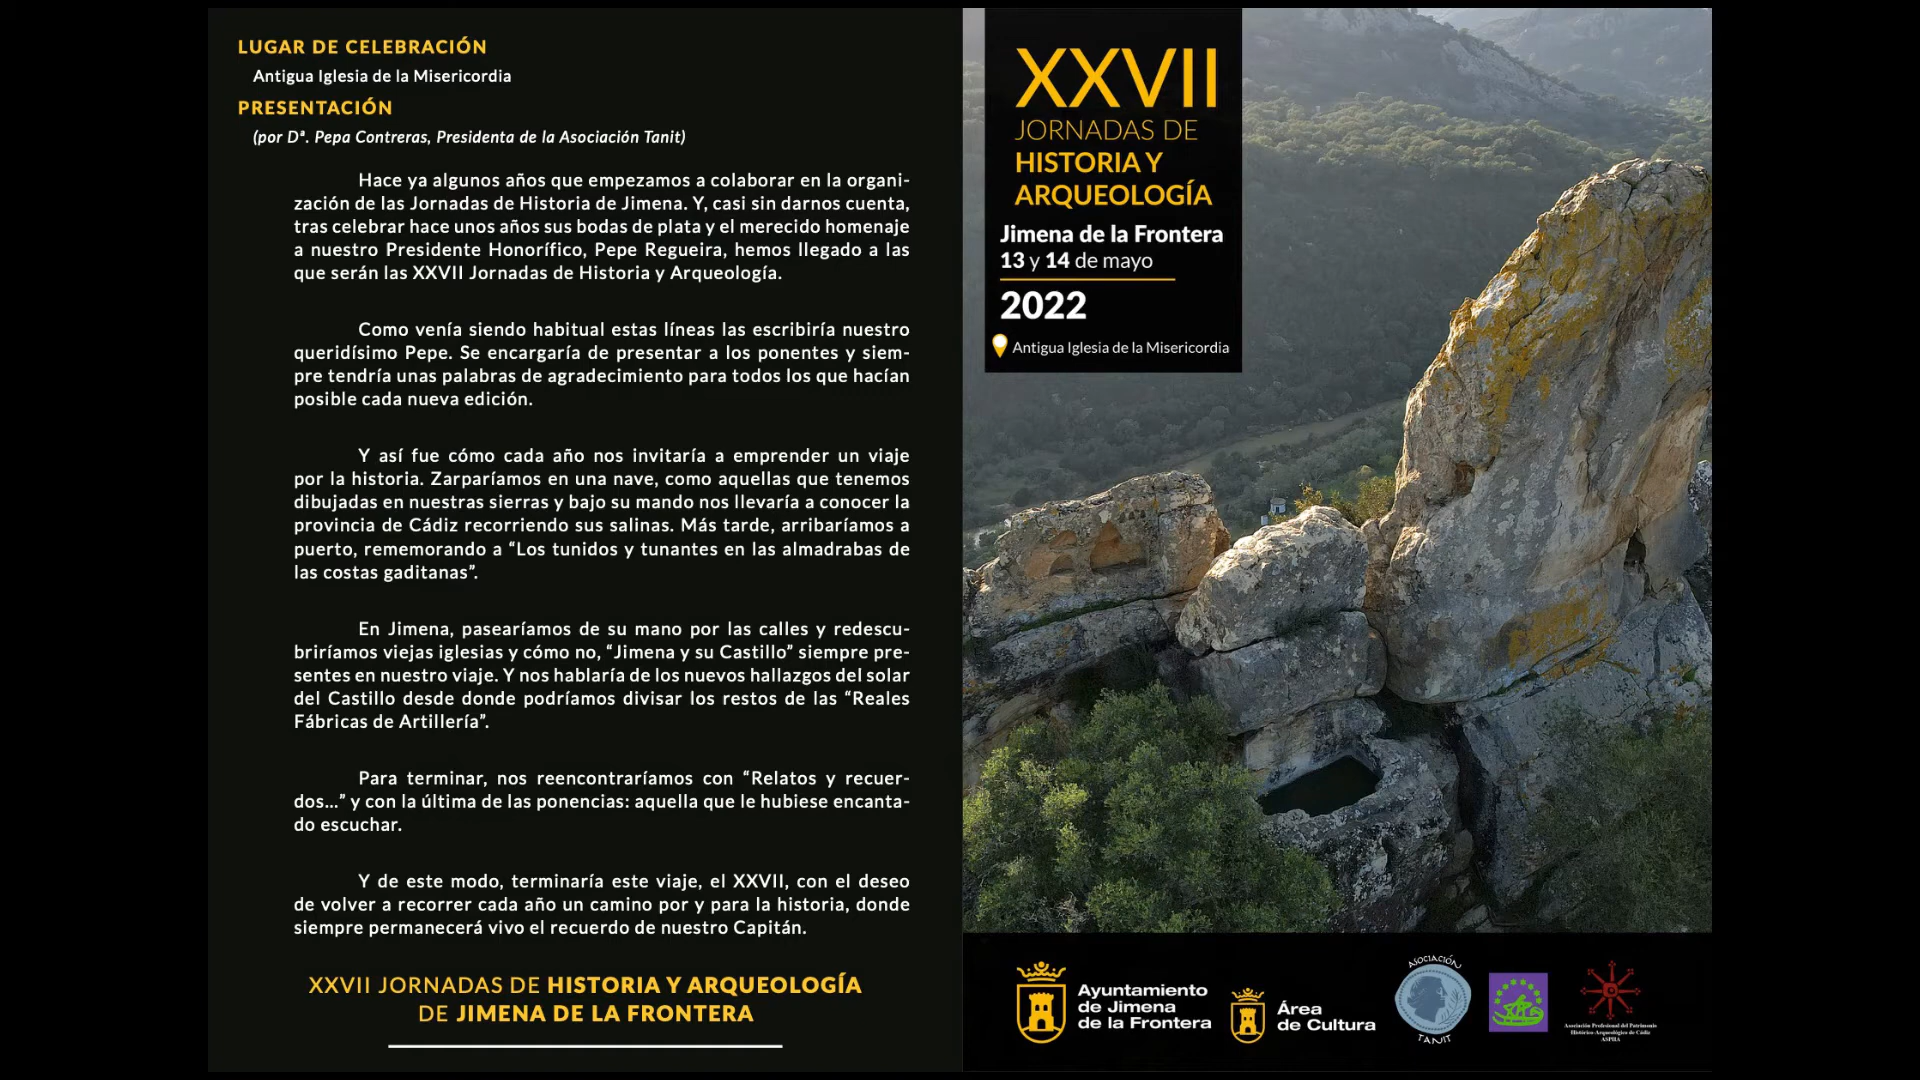 LUGAR DE CELEBRACIÓN
Antigua Iglesia de la Misericordia
PRESENTACIÓN
(por Dª. Pepa Contreras, Presidenta de la Asociación Tanit)
Hace ya algunos años que empezamos a colaborar en la organi-
zación de las Jornadas de Historia de Jimena. Y, casi sin darnos cuenta,
tras celebrar hace unos años sus bodas de plata y el merecido homenaje
a nuestro Presidente Honorífico, Pepe Regueira, hemos llegado a las
que serán las XXVII Jornadas de Historia y Arqueología.
Como venía siendo habitual estas líneas las escribiría nuestro
queridísimo Pepe. Se encargaría de presentar a los ponentes y siem-
pre tendría unas palabras de agradecimiento para todos los que hacían
posible cada nueva edición.
Y así fue cómo cada año nos invitaría a emprender un viaje
por la historia. Zarparíamos en una nave, como aquellas que tenemos
dibujadas en nuestras sierras y bajo su mando nos llevaría a conocer la
provincia de Cádiz recorriendo sus salinas. Más tarde, arribaríamos a
puerto, rememorando a “Los tunidos y tunantes en las almadrabas de
las costas gaditanas”.
En Jimena, pasearíamos de su mano por las calles y redescu-
briríamos viejas iglesias y cómo no, “Jimena y su Castillo” siempre pre-
sentes en nuestro viaje. Y nos hablaría de los nuevos hallazgos del solar
del Castillo desde donde podríamos divisar los restos de las “Reales
Fábricas de Artillería”.
Para terminar, nos reencontraríamos con “Relatos y recuer-
dos...” y con la última de las ponencias: aquella que le hubiese encanta-
do escuchar.
Y de este modo, terminaría este viaje, el XXVII, con el deseo
de volver a recorrer cada año un camino por y para la historia, donde
siempre permanecerá vivo el recuerdo de nuestro Capitán.
XXVII JORNADAS DE HISTORIA Y ARQUEOLOGÍA
DE JIMENA DE LA FRONTERA
XXVII
JORNADAS DE
HISTORIA Y
ARQUEOLOGÍA
Jimena de la Frontera
13 y 14 de mayo
2022
Antigua Iglesia de la Misericordia
Ayuntamiento
de Jimena
de la Frontera
Área
de Cultura
ASOCIACIÓN
TANIT
Asociación Profesional del Patrimonio
Histórico-Arqueológico de Cádiz
ASPHA